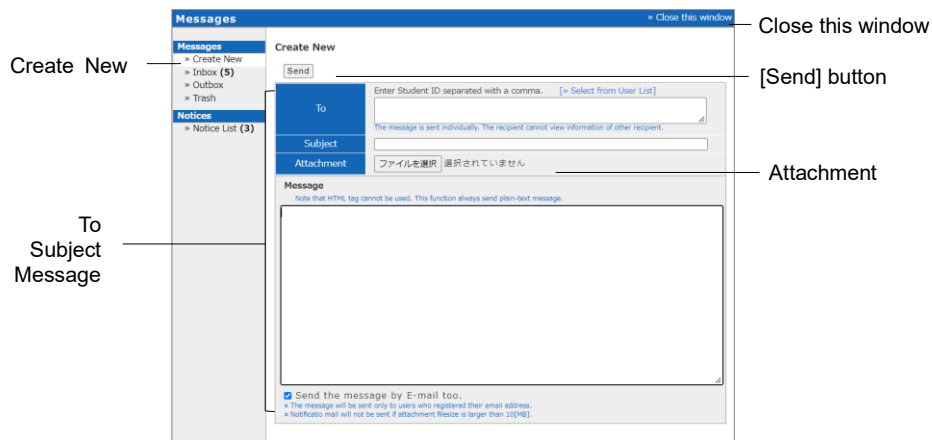 Messages
» Close this window
Close this window
Messages
» Create New
» Inbox (5)
» Outbox
» Trash
Notices
» Notice List (3)
Create New
Create New
Send
[Send] button
To
Enter Student ID separated with a comma. [» Select from User List]
The message is sent individually. The recipient cannot view information of other recipient.
Subject
Attachment
ファイルを選択 選択されていません
Attachment
Message
Note that HTML tag cannot be used. This function always send plain-text message.
To
Subject
Message
Send the message by E-mail too.
» The message will be sent only to users who registered their email address.
» Notificatio mail will not be sent if attachment filesize is larger than 10[MB].